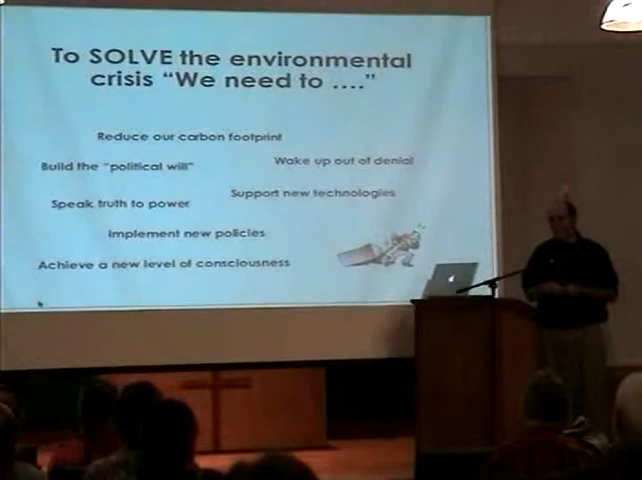 To SOLVE the environmental
crisis “We need to ....”
Reduce our carbon footprint
Build the “political will”
Wake up out of denial
Support new technologies
Speak truth to power
Implement new policies
Achieve a new level of consciousness